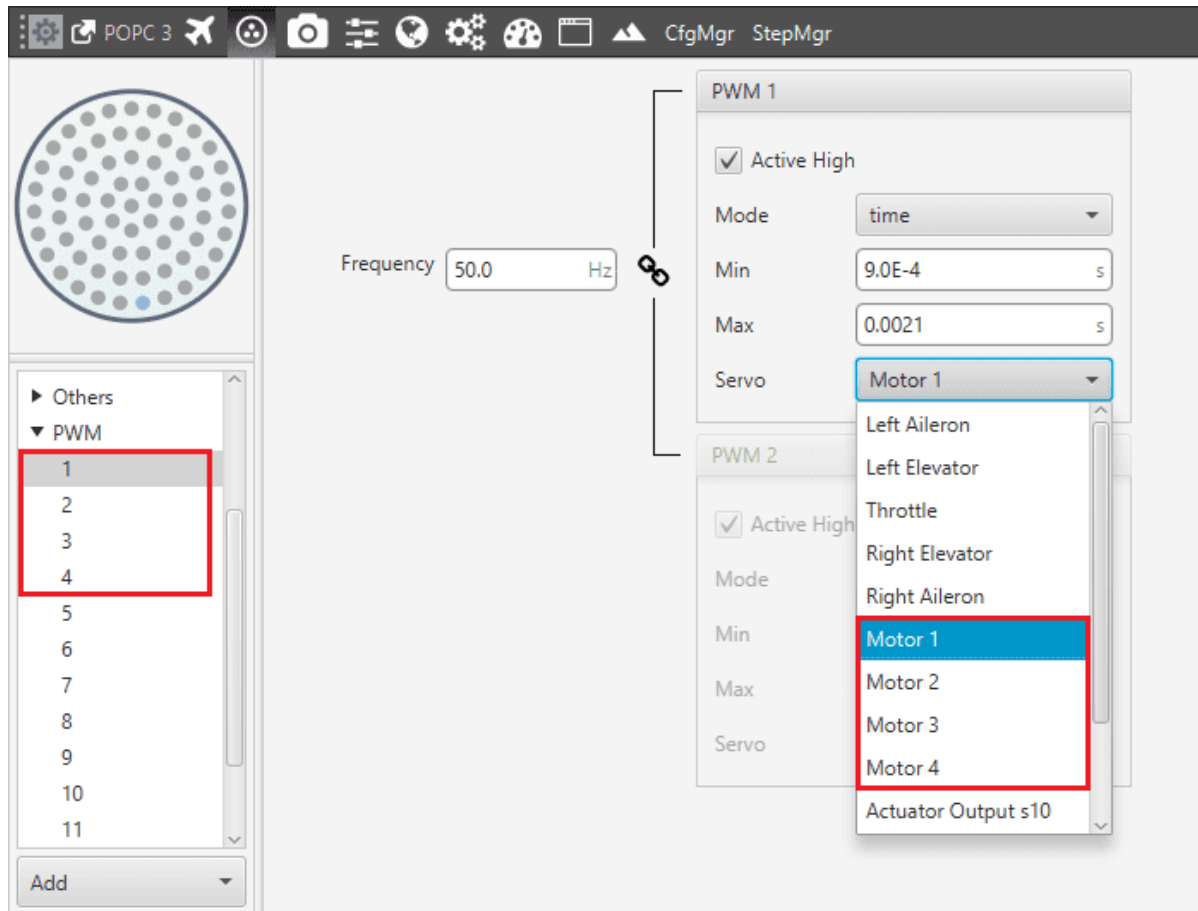 POPC 3 CfgMgr StepMgr
Others
PWM
1
2
3
4
5
6
7
8
9
10
11
Add
Frequency 50.0 Hz
PWM 1
Active High
Mode time
Min 9.0E-4 s
Max 0.0021 s
Servo Motor 1
Left Aileron
Left Elevator
Throttle
Right Elevator
Right Aileron
Motor 1
Motor 2
Motor 3
Motor 4
Actuator Output s10
PWM 2
Active High
Mode
Min
Max
Servo